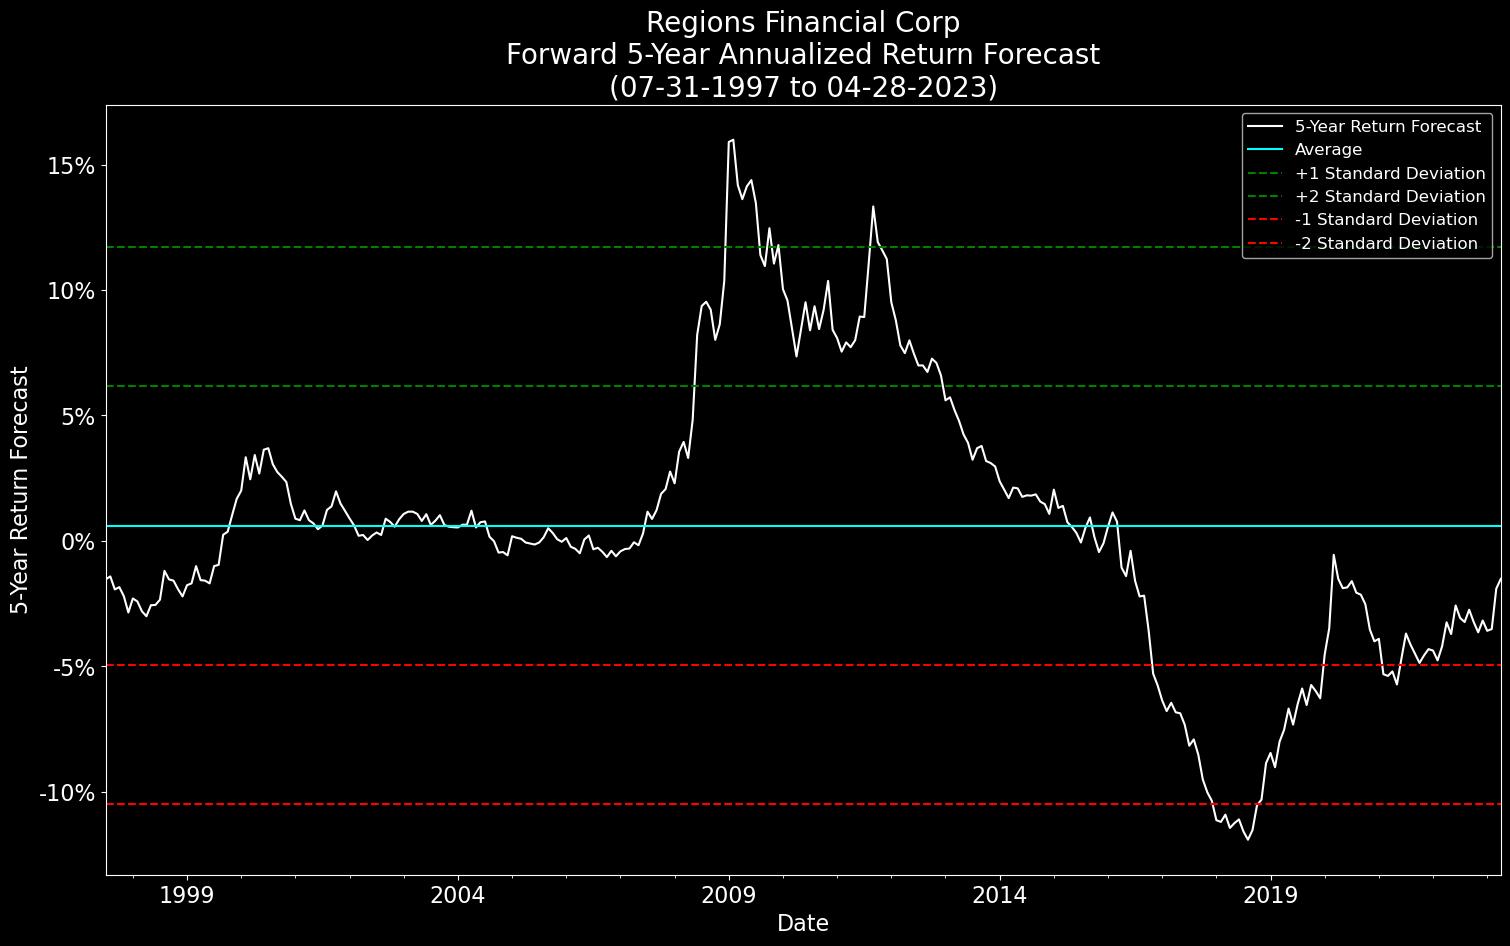 Regions Financial Corp
Forward 5-Year Annualized Return Forecast
(07-31-1997 to 04-28-2023)
5-Year Return Forecast
Average
+1 Standard Deviation
+2 Standard Deviation
-1 Standard Deviation
-2 Standard Deviation
15%
10%
5%
0%
-5%
-10%
5-Year Return Forecast
1999 2004 2009 2014 2019
Date